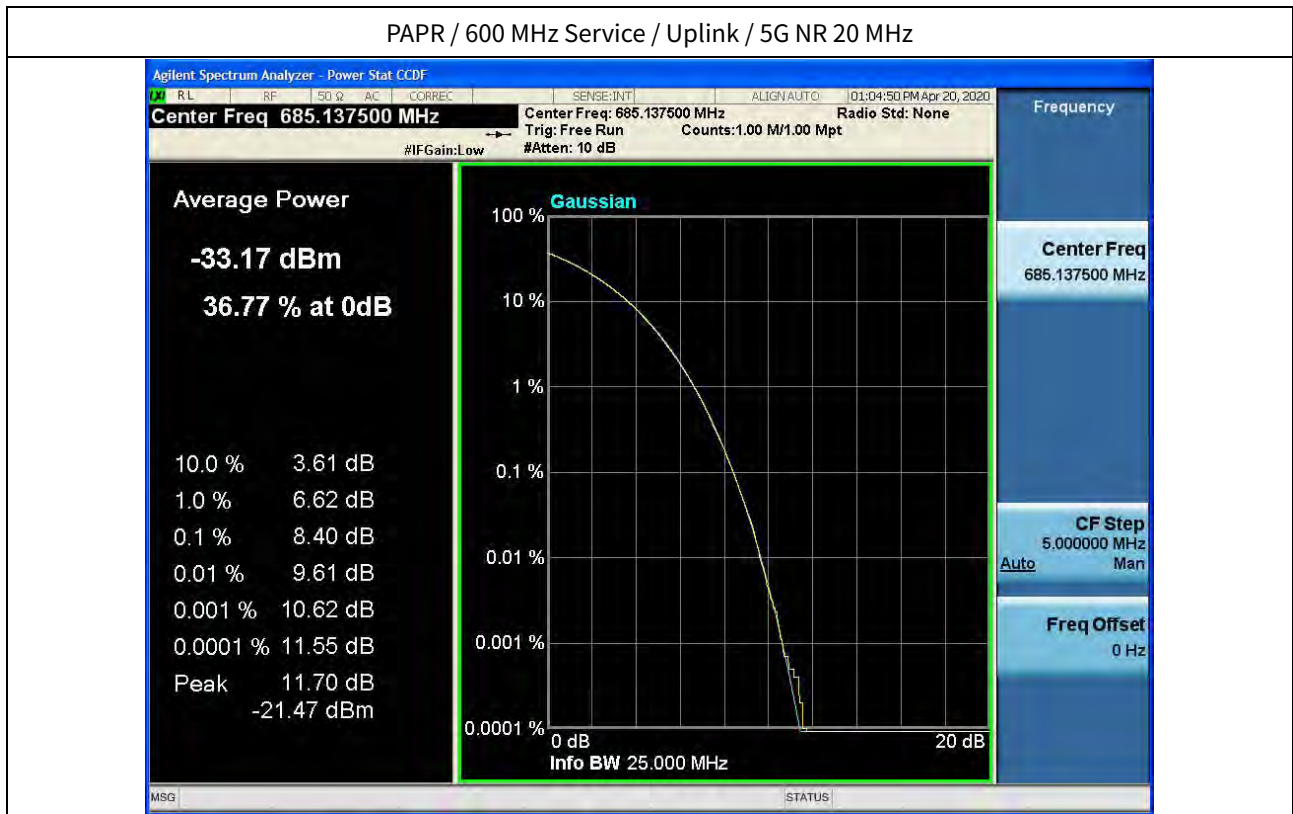 PAPR / 600 MHz Service / Uplink / 5G NR 20 MHz
Agilent Spectrum Analyzer - Power Stat CCDF
LXI RL RF 50 Ω AC CORREC SENSE:INT ALIGN AUTO 01:04:50 PM Apr 20, 2020
Center Freq 685.137500 MHz
Center Freq: 685.137500 MHz Radio Std: None
Trig: Free Run Counts:1.00 M/1.00 Mpt
#IFGain:Low #Atten: 10 dB
Average Power
-33.17 dBm
36.77 % at 0dB
10.0 % 3.61 dB
1.0 % 6.62 dB
0.1 % 8.40 dB
0.01 % 9.61 dB
0.001 % 10.62 dB
0.0001 % 11.55 dB
Peak 11.70 dB
-21.47 dBm
Gaussian
100 %
10 %
1 %
0.1 %
0.01 %
0.001 %
0.0001 %
0 dB 20 dB
Info BW 25.000 MHz
Frequency
Center Freq
685.137500 MHz
CF Step
5.000000 MHz
Auto Man
Freq Offset
0 Hz
MSG STATUS